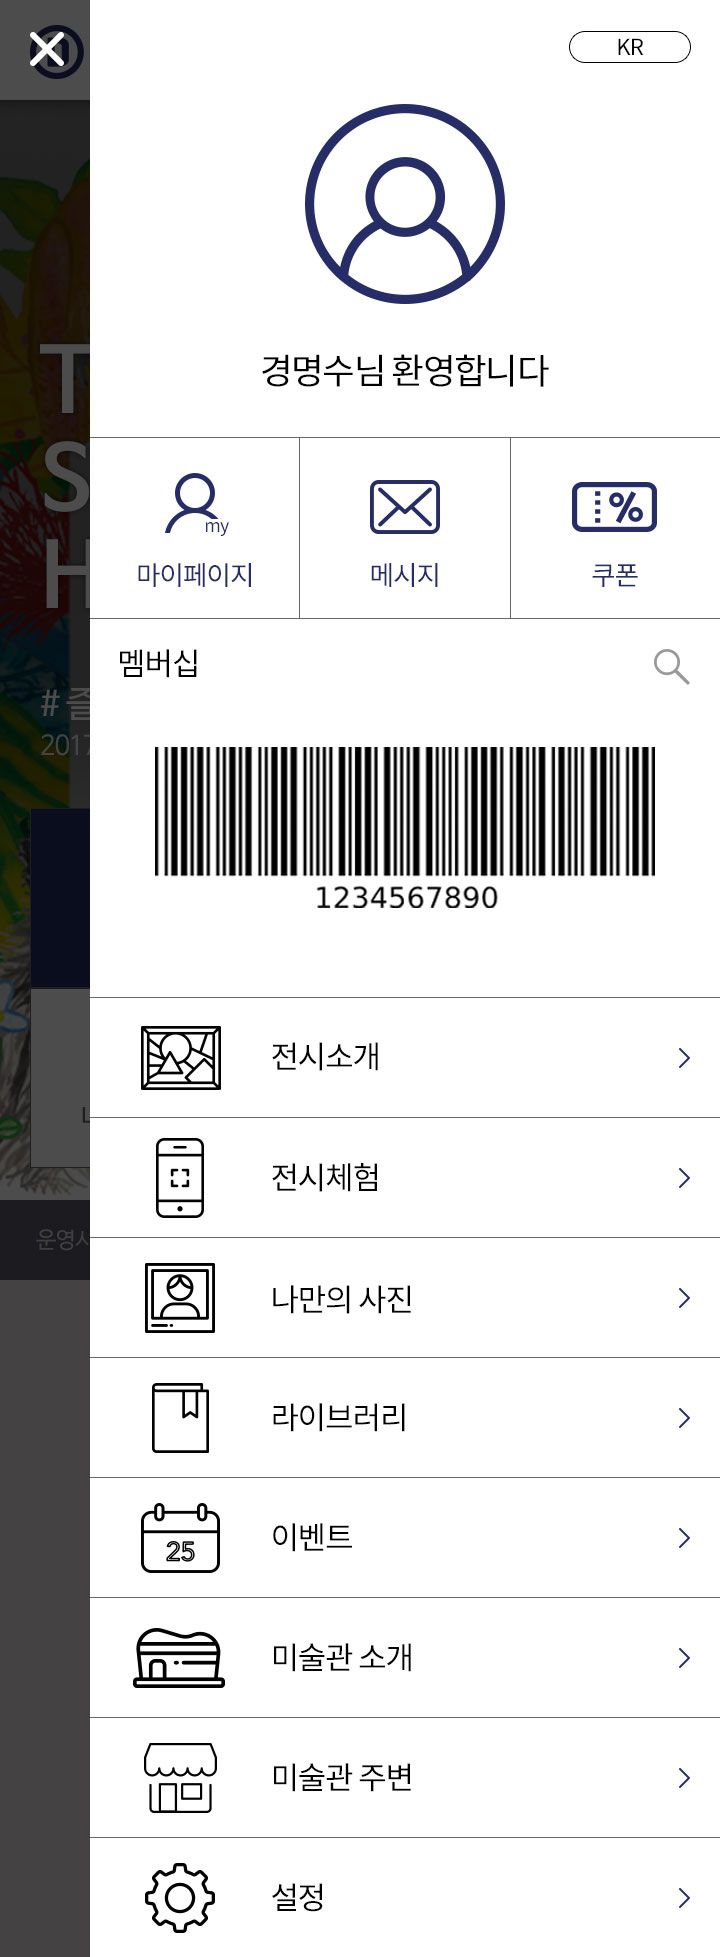 KR
경명수님 환영합니다
my
마이페이지
메시지
%
쿠폰
T
S
H
멤버십
#즐
2017
1234567890
전시소개
전시체험
운영시
나만의 사진
라이브러리
25
이벤트
미술관 소개
미술관 주변
설정